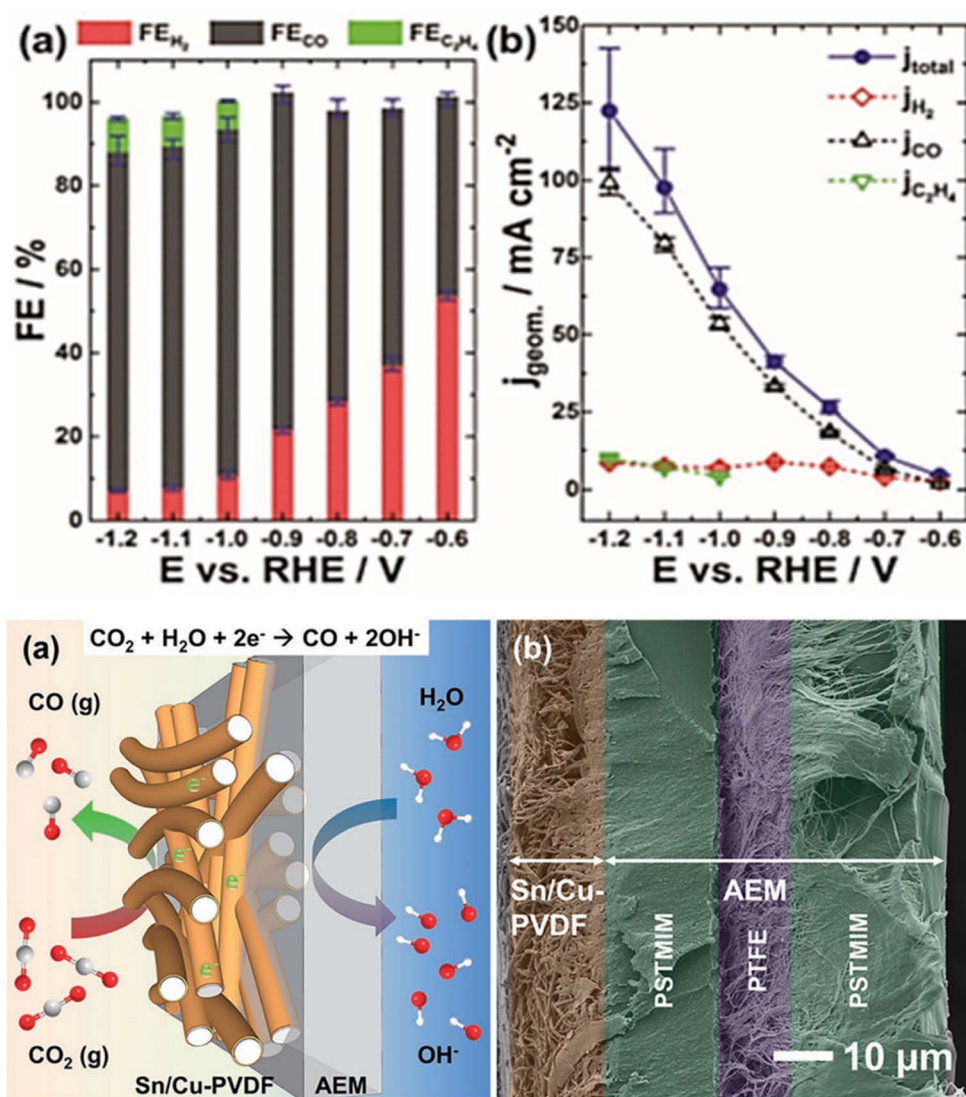 (a)
FE_H₂
FE_CO
FE_C₂H₄
FE / %
100
80
60
40
20
0
-1.2 -1.1 -1.0 -0.9 -0.8 -0.7 -0.6
E vs. RHE / V
(b)
j_total
j_H₂
j_CO
j_C₂H₄
j_geom. / mA cm⁻²
150
125
100
75
50
25
0
-1.2 -1.1 -1.0 -0.9 -0.8 -0.7 -0.6
E vs. RHE / V
(a)
CO₂ + H₂O + 2e⁻ → CO + 2OH⁻
CO (g)
H₂O
e⁻
e⁻
e⁻
e⁻
CO₂ (g)
OH⁻
Sn/Cu-PVDF
AEM
(b)
Sn/Cu-
PVDF
AEM
PSTMIM
PTFE
PSTMIM
10 µm